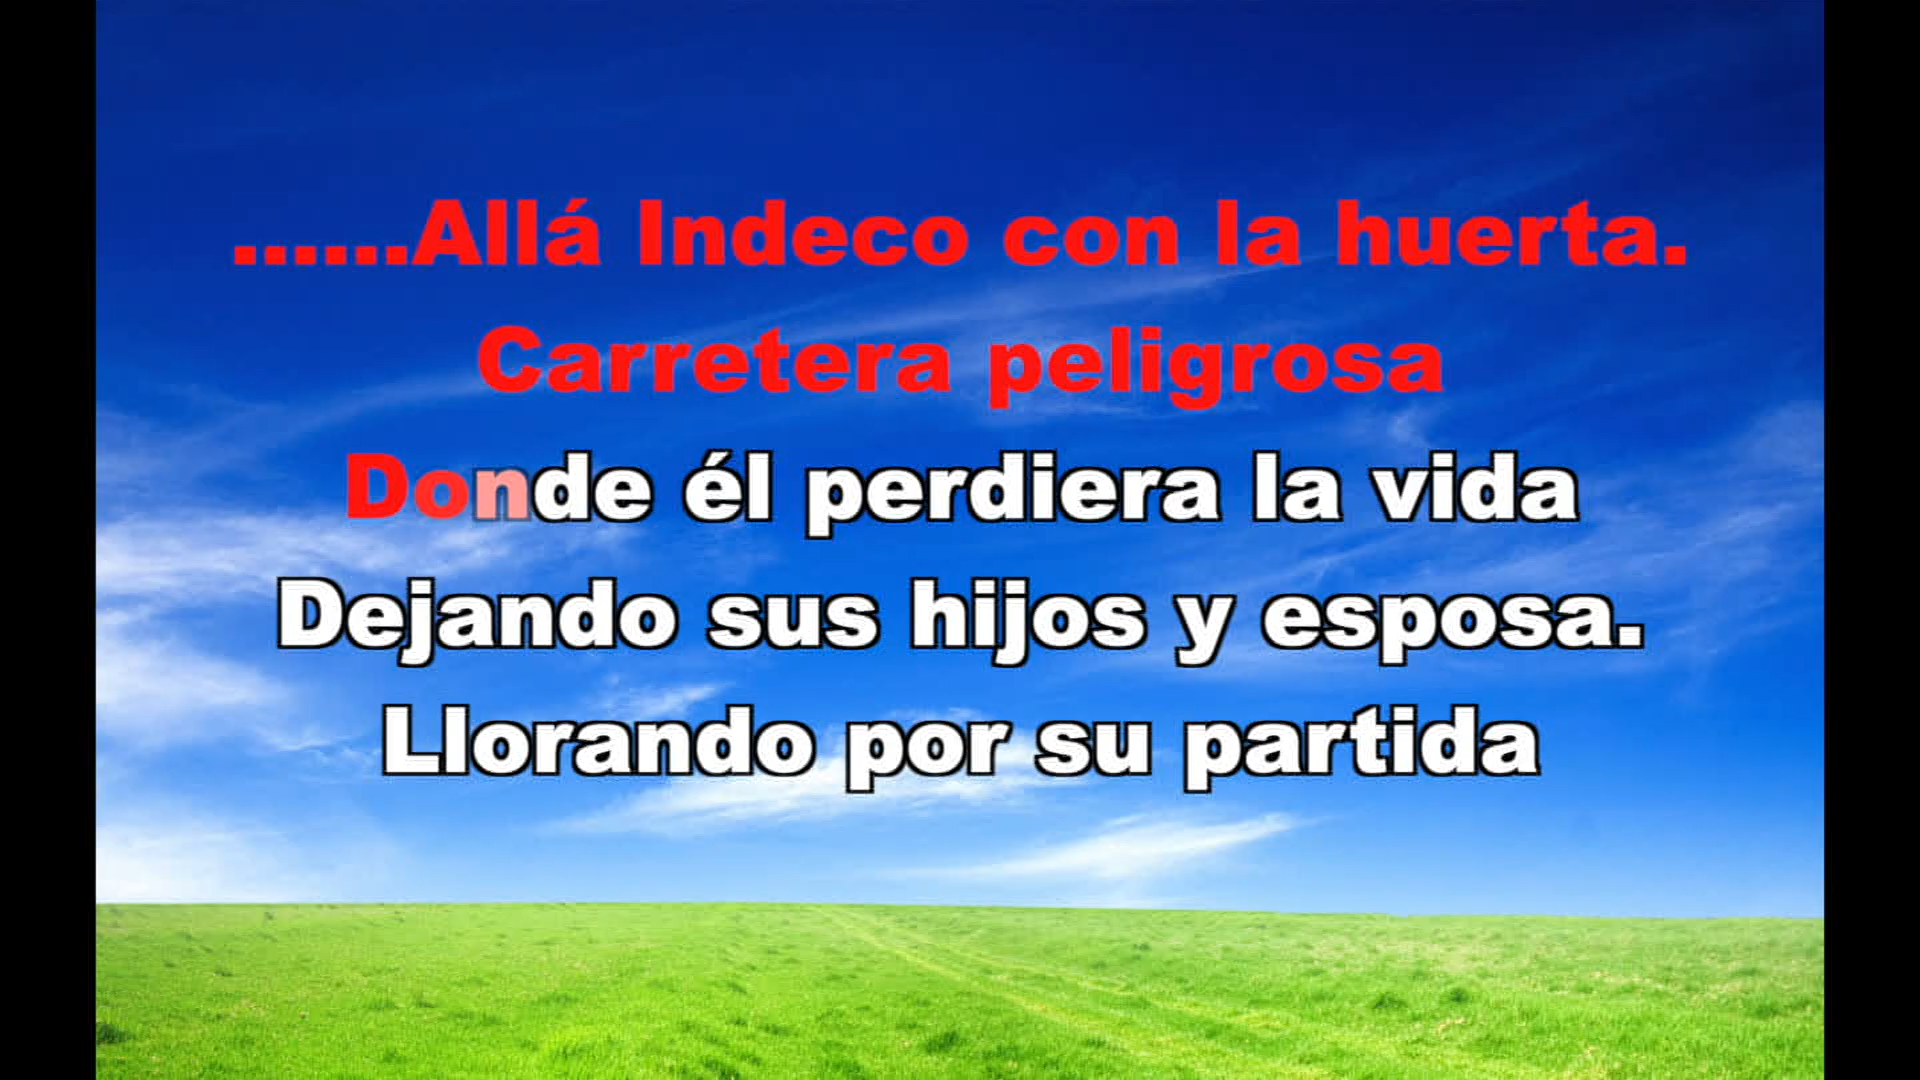 ......Allá Indeco con la huerta.
Carretera peligrosa
Donde él perdiera la vida
Dejando sus hijos y esposa.
Llorando por su partida